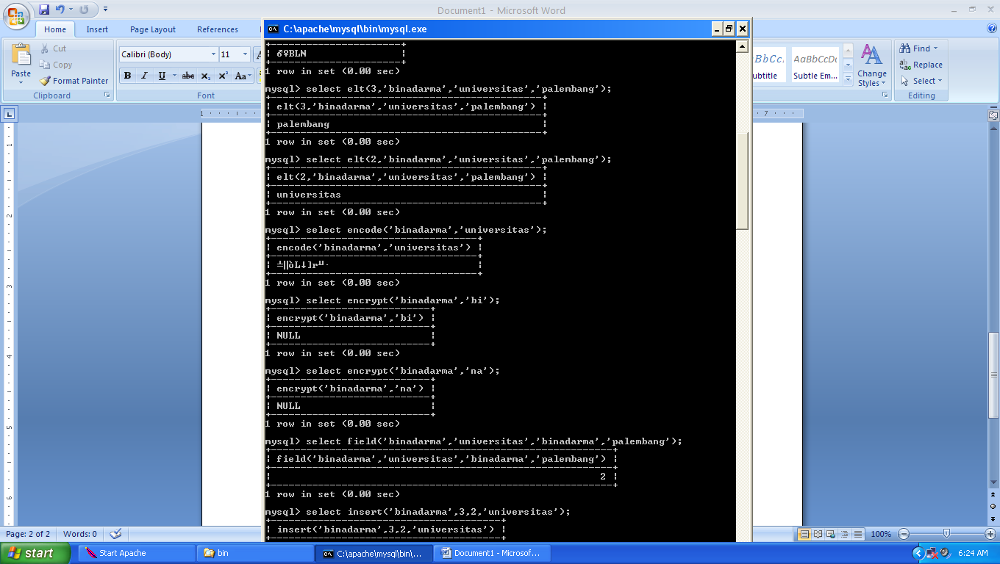 Document1 - Microsoft Word
Home Insert Page Layout References
Cut
Copy
Format Painter
Paste
Clipboard
Calibri (Body) 11
B I U abc X₂ X² Aa
Font
AaBbCcDc
ubtitle Subtle Em...
Change
Styles
Find
Replace
Select
Editing
C:\apache\mysql\bin\mysql.exe
♂♀BLN
1 row in set (0.00 sec)
mysql> select elt(3,'binadarma','universitas','palembang');
elt(3,'binadarma','universitas','palembang')
palembang
1 row in set (0.00 sec)
mysql> select elt(2,'binadarma','universitas','palembang');
elt(2,'binadarma','universitas','palembang')
universitas
1 row in set (0.00 sec)
mysql> select encode('binadarma','universitas');
encode('binadarma','universitas')
╧‖òL↓]r╜·
1 row in set (0.00 sec)
mysql> select encrypt('binadarma','bi');
encrypt('binadarma','bi')
NULL
1 row in set (0.00 sec)
mysql> select encrypt('binadarma','na');
encrypt('binadarma','na')
NULL
1 row in set (0.00 sec)
mysql> select field('binadarma','universitas','binadarma','palembang');
field('binadarma','universitas','binadarma','palembang')
2
1 row in set (0.00 sec)
mysql> select insert('binadarma',3,2,'universitas');
insert('binadarma',3,2,'universitas')
Page: 2 of 2 Words: 0 100%
start Start Apache bin C:\apache\mysql\bin\... Document1 - Microsof... 6:24 AM